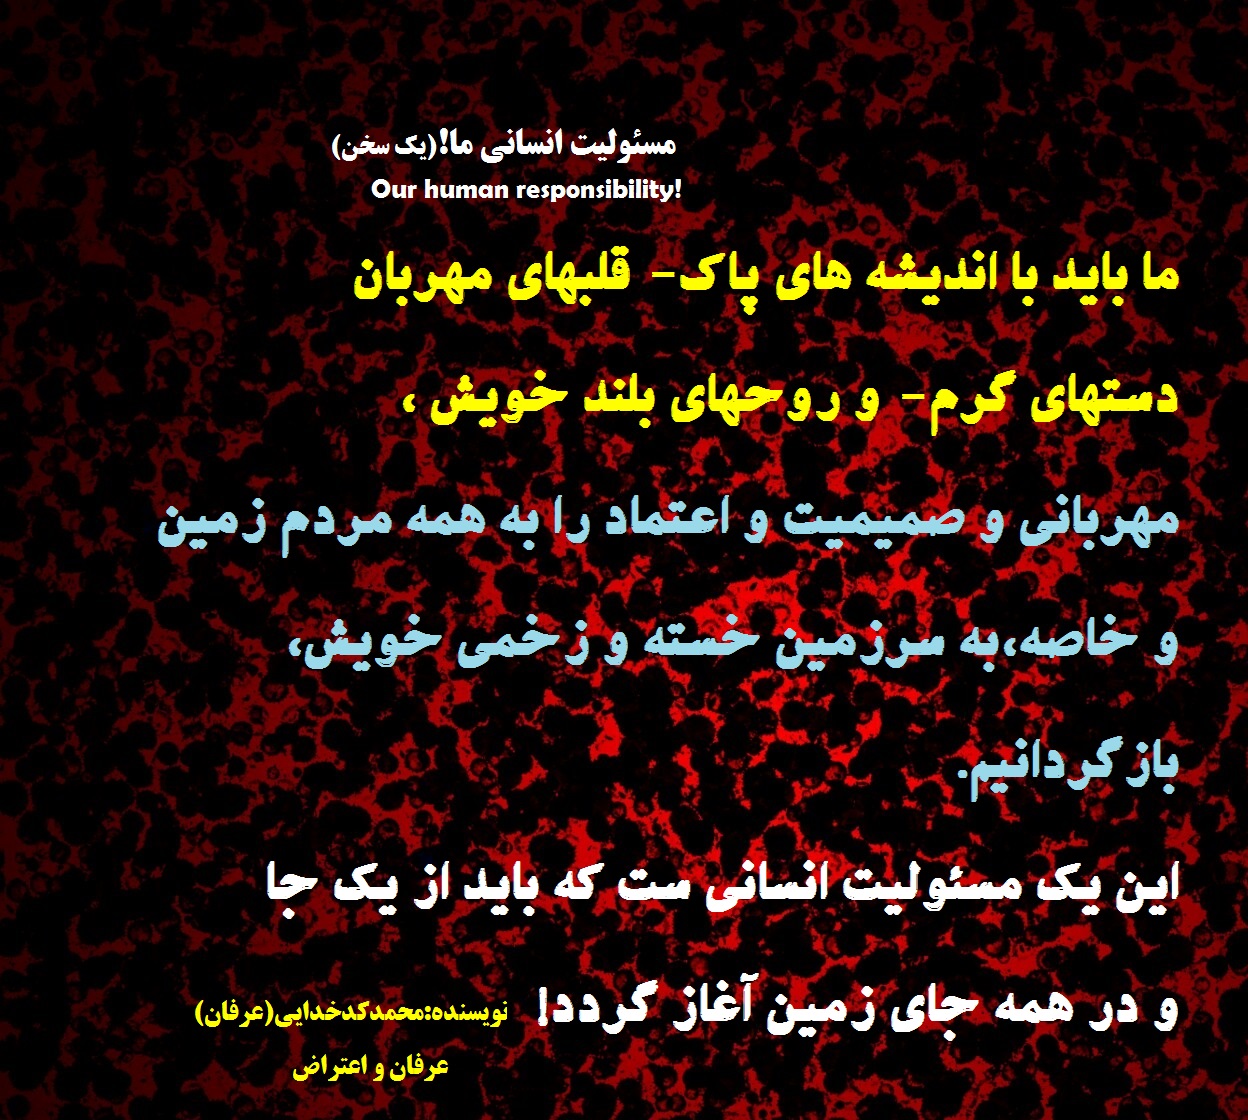 مسئولیت انسانی ما!(یک سخن)
Our human responsibility!
ما باید با اندیشه های پاک- قلبهای مهربان
دستهای گرم- و روحهای بلند خویش ،
مهربانی و صمیمیت و اعتماد را به همه مردم زمین
و خاصه،به سرزمین خسته و زخمی خویش،
بازگردانیم.
این یک مسئولیت انسانی ست که باید از یک جا
و در همه جای زمین آغاز گردد!
نویسنده:محمدکدخدایی(عرفان)
عرفان و اعتراض